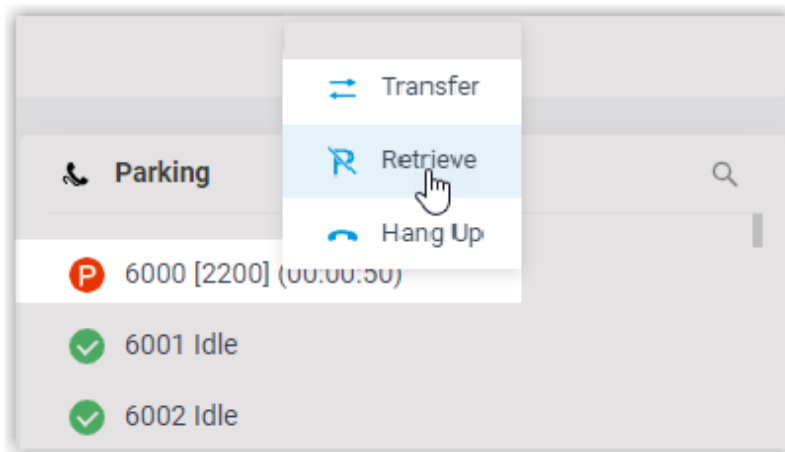 Transfer
Parking
Retrieve
Hang Up
P 6000 [2200] (00:00:50)
6001 Idle
6002 Idle